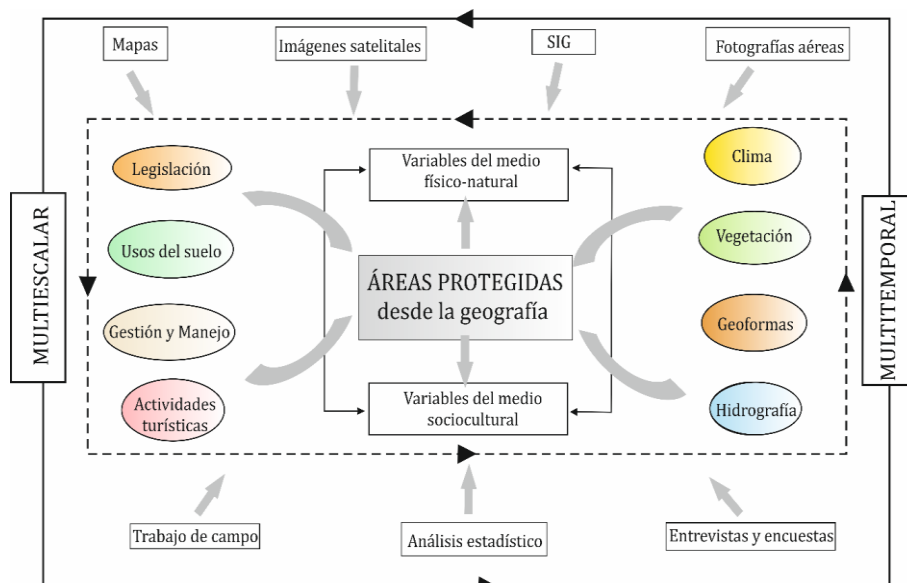 Mapas
Imágenes satelitales
SIG
Fotografías aéreas
Legislación
Usos del suelo
Gestión y Manejo
Actividades
turísticas
MULTIESCALAR
Variables del medio
físico-natural
ÁREAS PROTEGIDAS
desde la geografía
Variables del medio
sociocultural
Clima
Vegetación
Geoformas
Hidrografía
MULTITEMPORAL
Trabajo de campo
Análisis estadístico
Entrevistas y encuestas